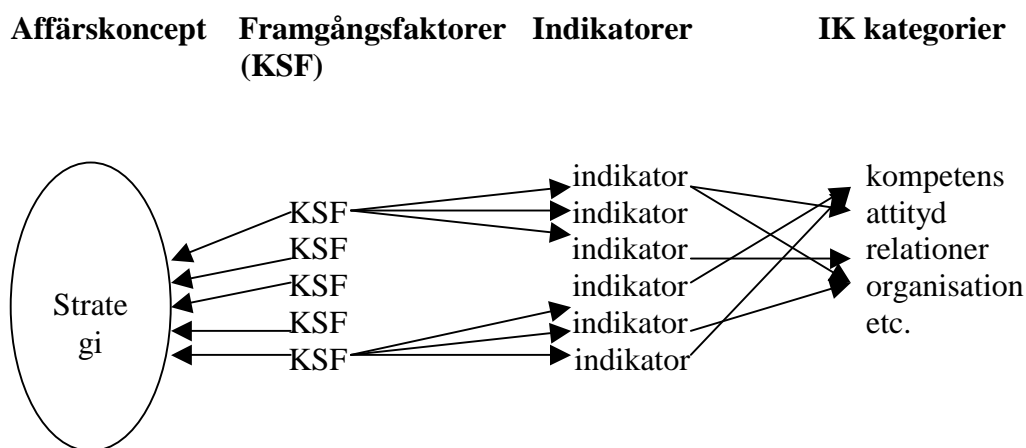 Affärskoncept Framgångsfaktorer Indikatorer IK kategorier
(KSF)
Strate
gi
KSF
KSF
KSF
KSF
KSF
indikator
indikator
indikator
indikator
indikator
indikator
kompetens
attityd
relationer
organisation
etc.